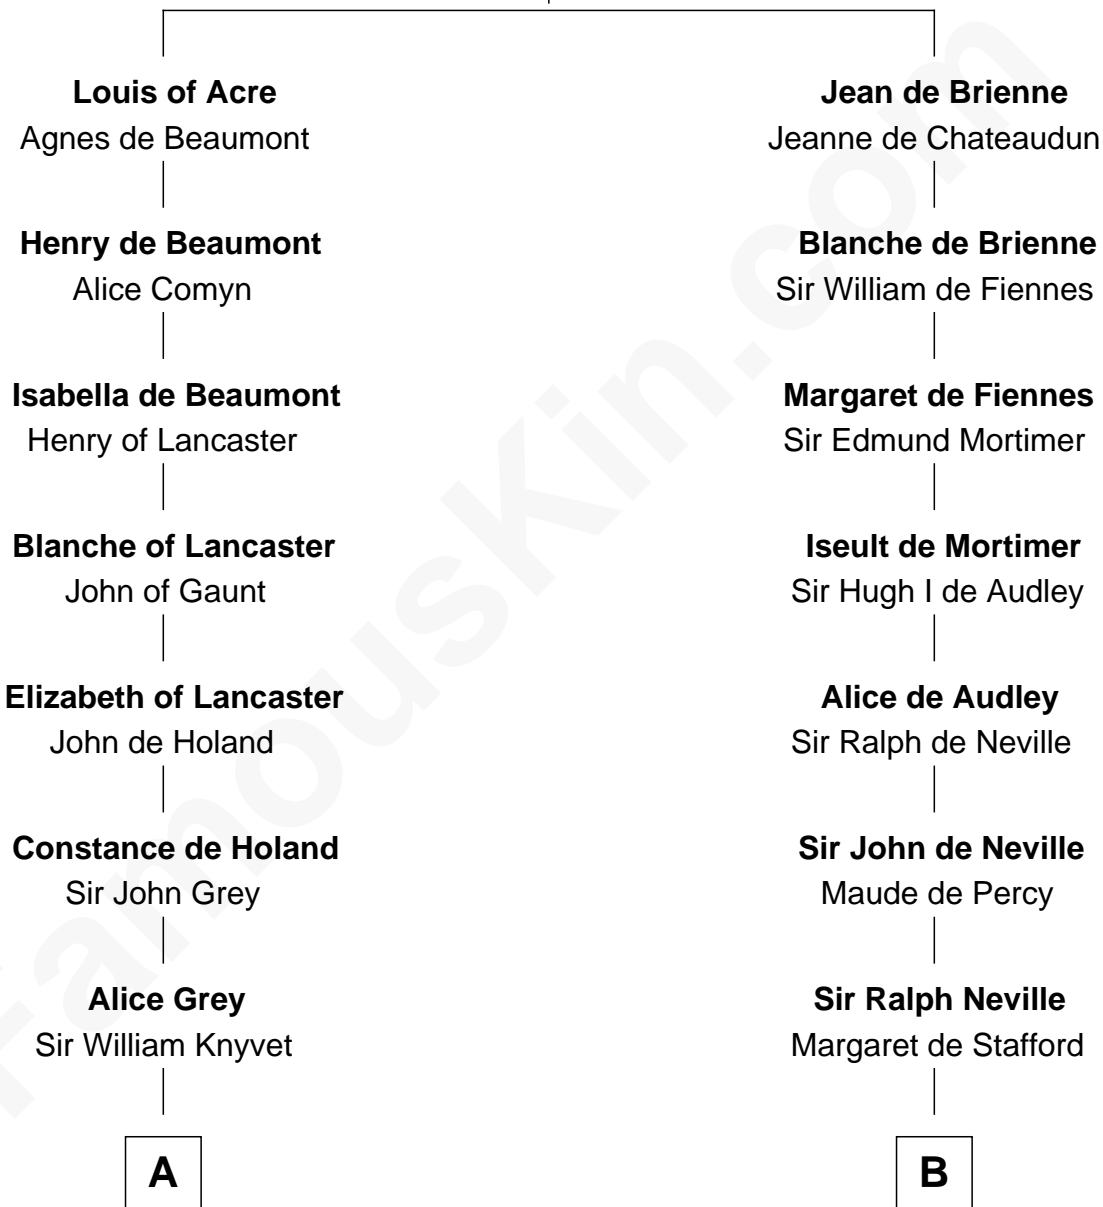 Louis of Acre
Agnes de Beaumont
Henry de Beaumont
Alice Comyn
Isabella de Beaumont
Henry of Lancaster
Blanche of Lancaster
John of Gaunt
Elizabeth of Lancaster
John de Holand
Constance de Holand
Sir John Grey
Alice Grey
Sir William Knyvet
A
Jean de Brienne
Jeanne de Chateaudun
Blanche de Brienne
Sir William de Fiennes
Margaret de Fiennes
Sir Edmund Mortimer
Iseult de Mortimer
Sir Hugh I de Audley
Alice de Audley
Sir Ralph de Neville
Sir John de Neville
Maude de Percy
Sir Ralph Neville
Margaret de Stafford
B
FamousKin.com